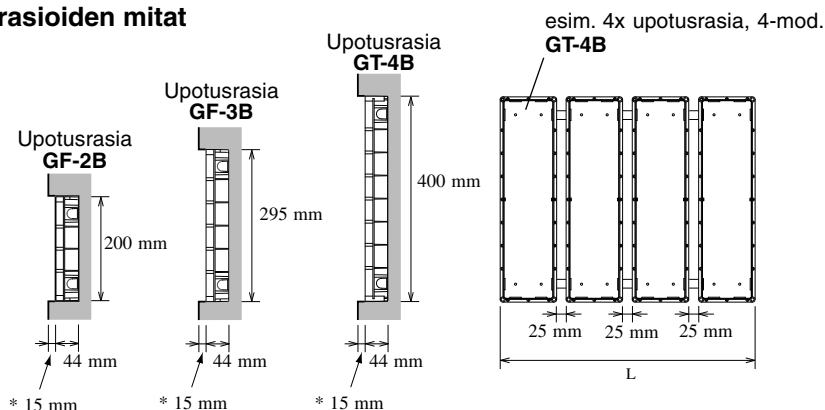 rasioiden mitat
esim. 4x upotusrasia, 4-mod.
GT-4B
Upotusrasia
GT-4B
Upotusrasia
GF-3B
Upotusrasia
GF-2B
200 mm
295 mm
400 mm
44 mm
44 mm
44 mm
* 15 mm
* 15 mm
* 15 mm
25 mm
25 mm
25 mm
L